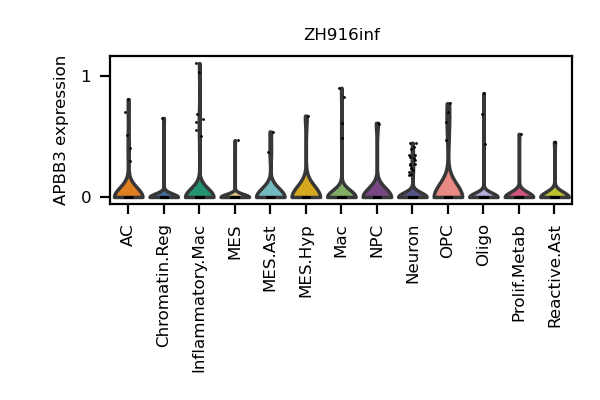 ZH916inf
APBB3 expression
1
0
AC
Chromatin.Reg
Inflammatory.Mac
MES
MES.Ast
MES.Hyp
Mac
NPC
Neuron
OPC
Oligo
Prolif.Metab
Reactive.Ast